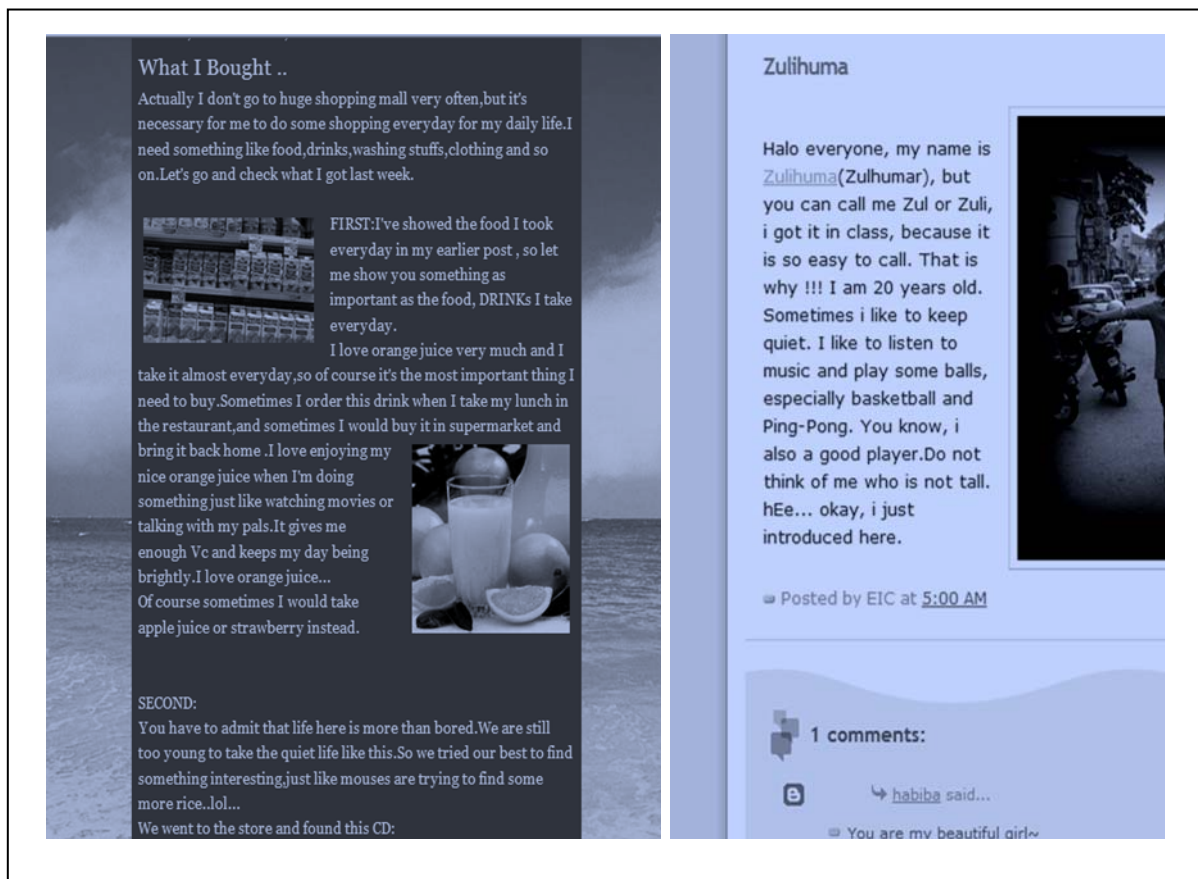 What I Bought ..
Actually I don't go to huge shopping mall very often,but it's
necessary for me to do some shopping everyday for my daily life.I
need something like food,drinks,washing stuffs,clothing and so
on.Let's go and check what I got last week.
FIRST:I've showed the food I took
everyday in my earlier post , so let
me show you something as
important as the food, DRINKs I take
everyday.
I love orange juice very much and I
take it almost everyday,so of course it's the most important thing I
need to buy.Sometimes I order this drink when I take my lunch in
the restaurant,and sometimes I would buy it in supermarket and
bring it back home .I love enjoying my
nice orange juice when I'm doing
something just like watching movies or
talking with my pals.It gives me
enough Vc and keeps my day being
brightly.I love orange juice...
Of course sometimes I would take
apple juice or strawberry instead.
SECOND:
You have to admit that life here is more than bored.We are still
too young to take the quiet life like this.So we tried our best to find
something interesting,just like mouses are trying to find some
more rice..lol...
We went to the store and found this CD:
Zulihuma
Halo everyone, my name is
Zulihuma(Zulhumar), but
you can call me Zul or Zuli,
i got it in class, because it
is so easy to call. That is
why !!! I am 20 years old.
Sometimes i like to keep
quiet. I like to listen to
music and play some balls,
especially basketball and
Ping-Pong. You know, i
also a good player.Do not
think of me who is not tall.
hEe... okay, i just
introduced here.
Posted by EIC at 5:00 AM
1 comments:
habiba said...
You are my beautiful girl~